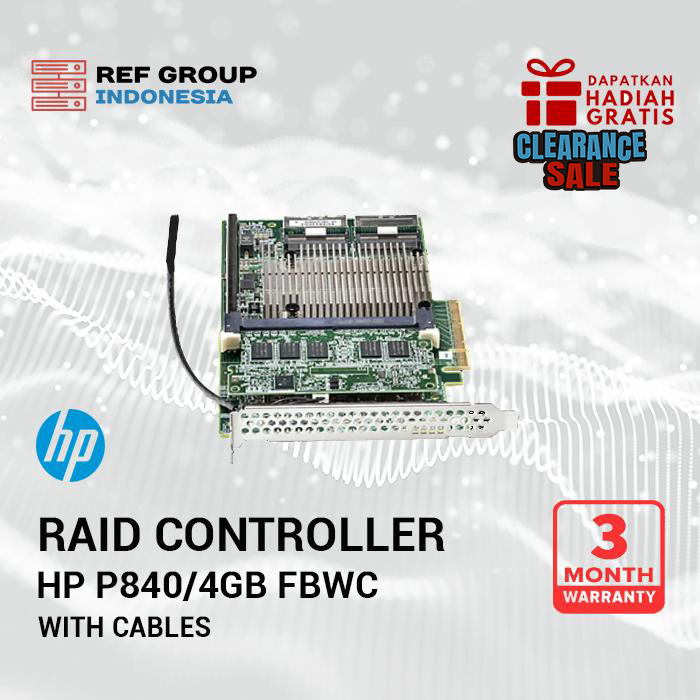 REF GROUP
INDONESIA
DAPATKAN
HADIAH
GRATIS
CLEARANCE
SALE
hp
RAID CONTROLLER
HP P840/4GB FBWC
WITH CABLES
3
MONTH
WARRANTY